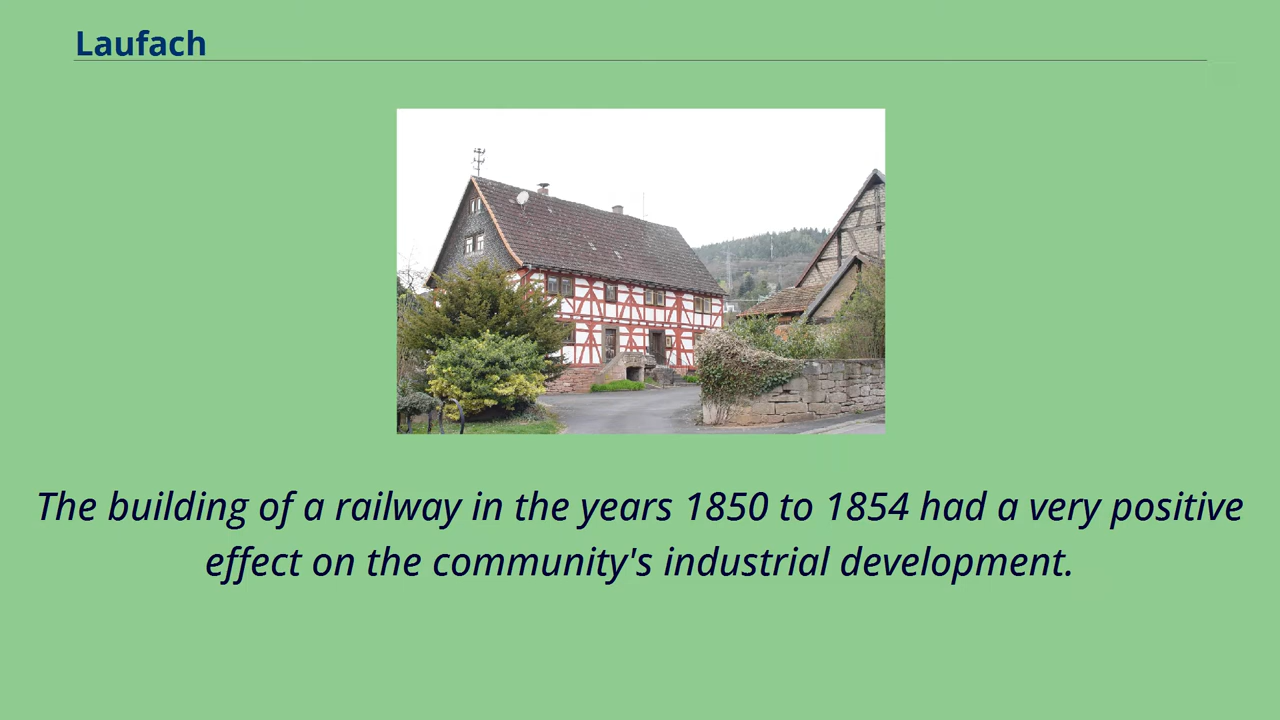 Laufach
The building of a railway in the years 1850 to 1854 had a very positive
effect on the community's industrial development.